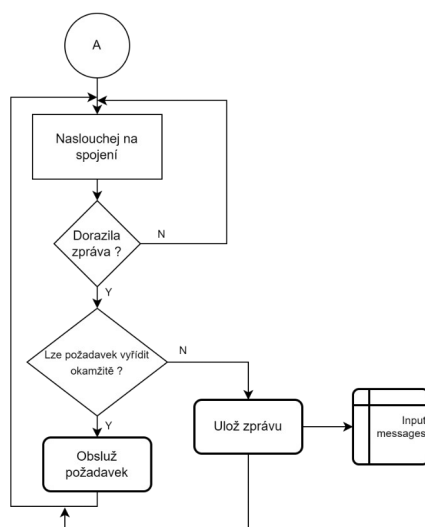 A
Naslouchej na
spojení
Dorazila
zpráva ?
N
Y
Lze požadavek vyřídit
okamžitě ?
N
Y
Obsluž
požadavek
Ulož zprávu
Input
messages